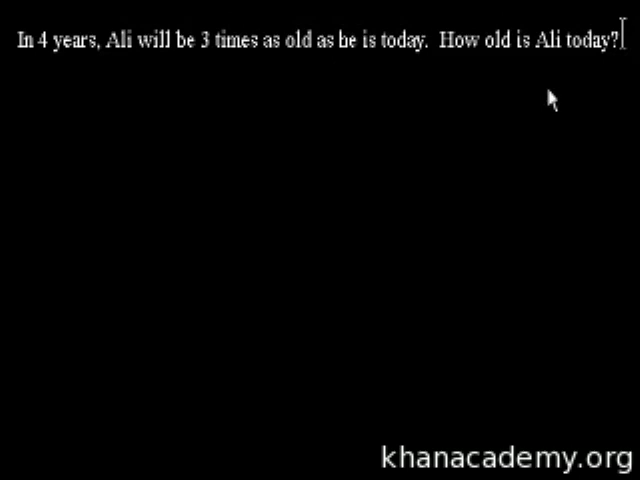 In 4 years, Ali will be 3 times as old as he is today.  How old is Ali today?
khanacademy.org